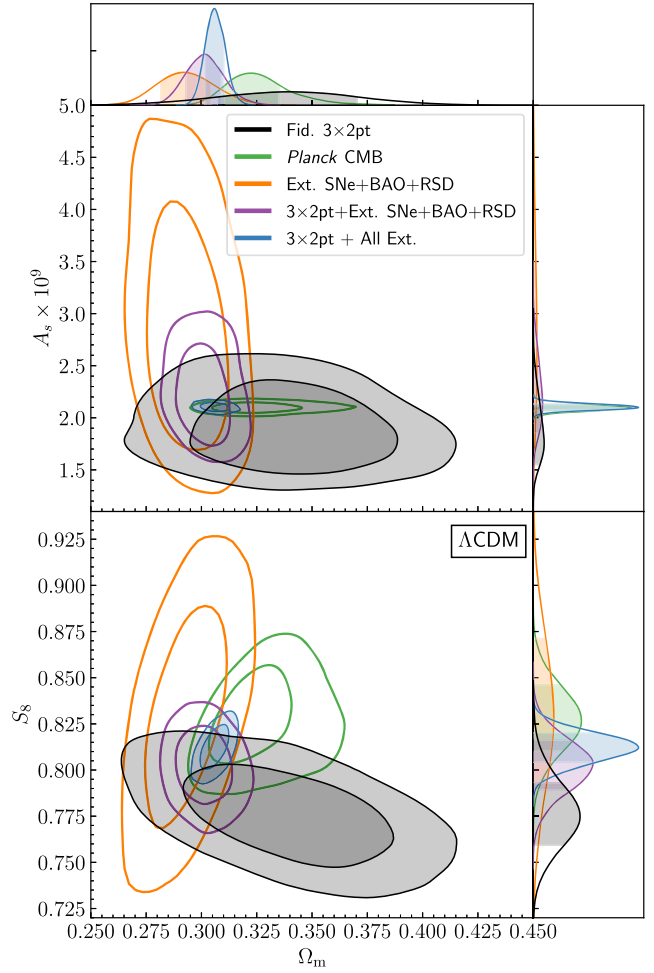 5.0
4.5
4.0
3.5
3.0
2.5
2.0
1.5
A_s × 10^9
Fid. 3×2pt
Planck CMB
Ext. SNe+BAO+RSD
3×2pt+Ext. SNe+BAO+RSD
3×2pt + All Ext.
ΛCDM
0.925
0.900
0.875
0.850
0.825
0.800
0.775
0.750
0.725
S_8
0.250 0.275 0.300 0.325 0.350 0.375 0.400 0.425 0.450
Ω_m